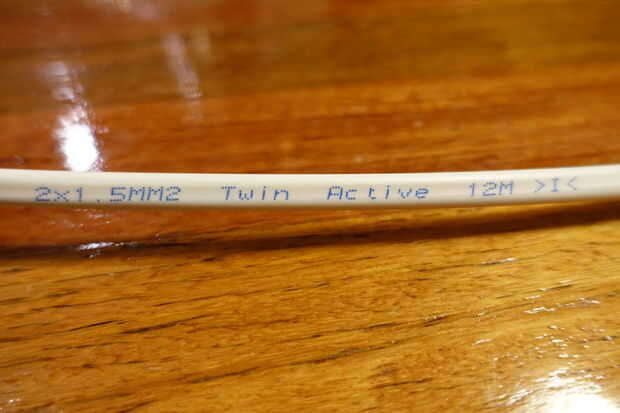 2x1.5MM2 Twin Active 12M >I<